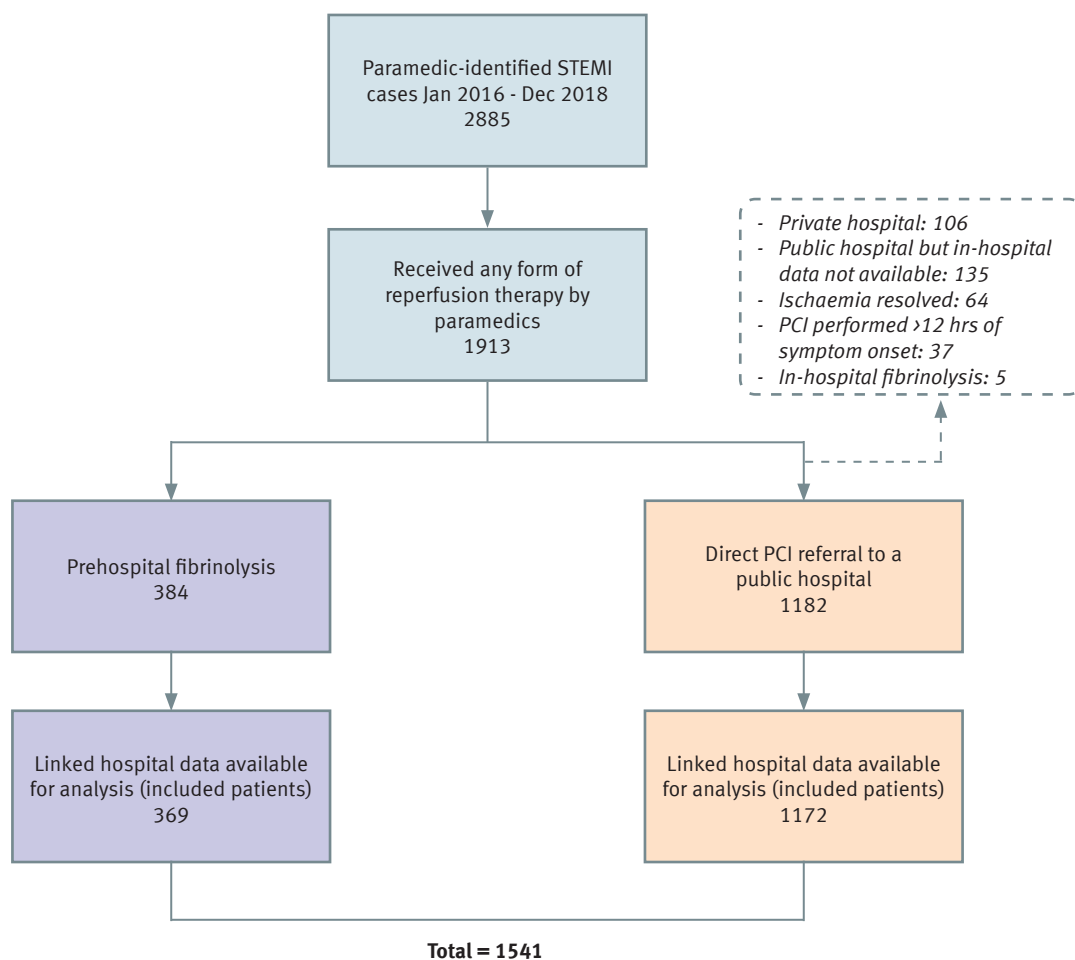 Paramedic-identified STEMI
cases Jan 2016 - Dec 2018
2885
Received any form of
reperfusion therapy by
paramedics
1913
- Private hospital: 106
- Public hospital but in-hospital
data not available: 135
- Ischaemia resolved: 64
- PCI performed >12 hrs of
symptom onset: 37
- In-hospital fibrinolysis: 5
Prehospital fibrinolysis
384
Direct PCI referral to a
public hospital
1182
Linked hospital data available
for analysis (included patients)
369
Linked hospital data available
for analysis (included patients)
1172
Total = 1541